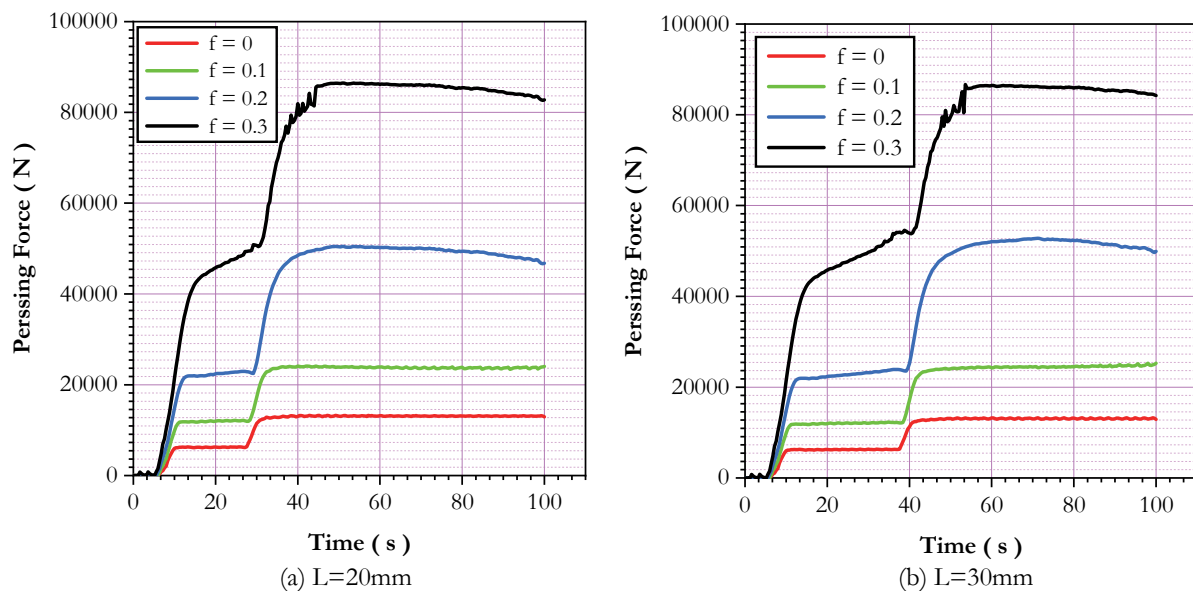 100000
80000
60000
40000
20000
0
0 20 40 60 80 100
Perssing Force ( N )
Time ( s )
f = 0
f = 0.1
f = 0.2
f = 0.3
(a) L=20mm
100000
80000
60000
40000
20000
0
0 20 40 60 80 100
Perssing Force ( N )
Time ( s )
f = 0
f = 0.1
f = 0.2
f = 0.3
(b) L=30mm